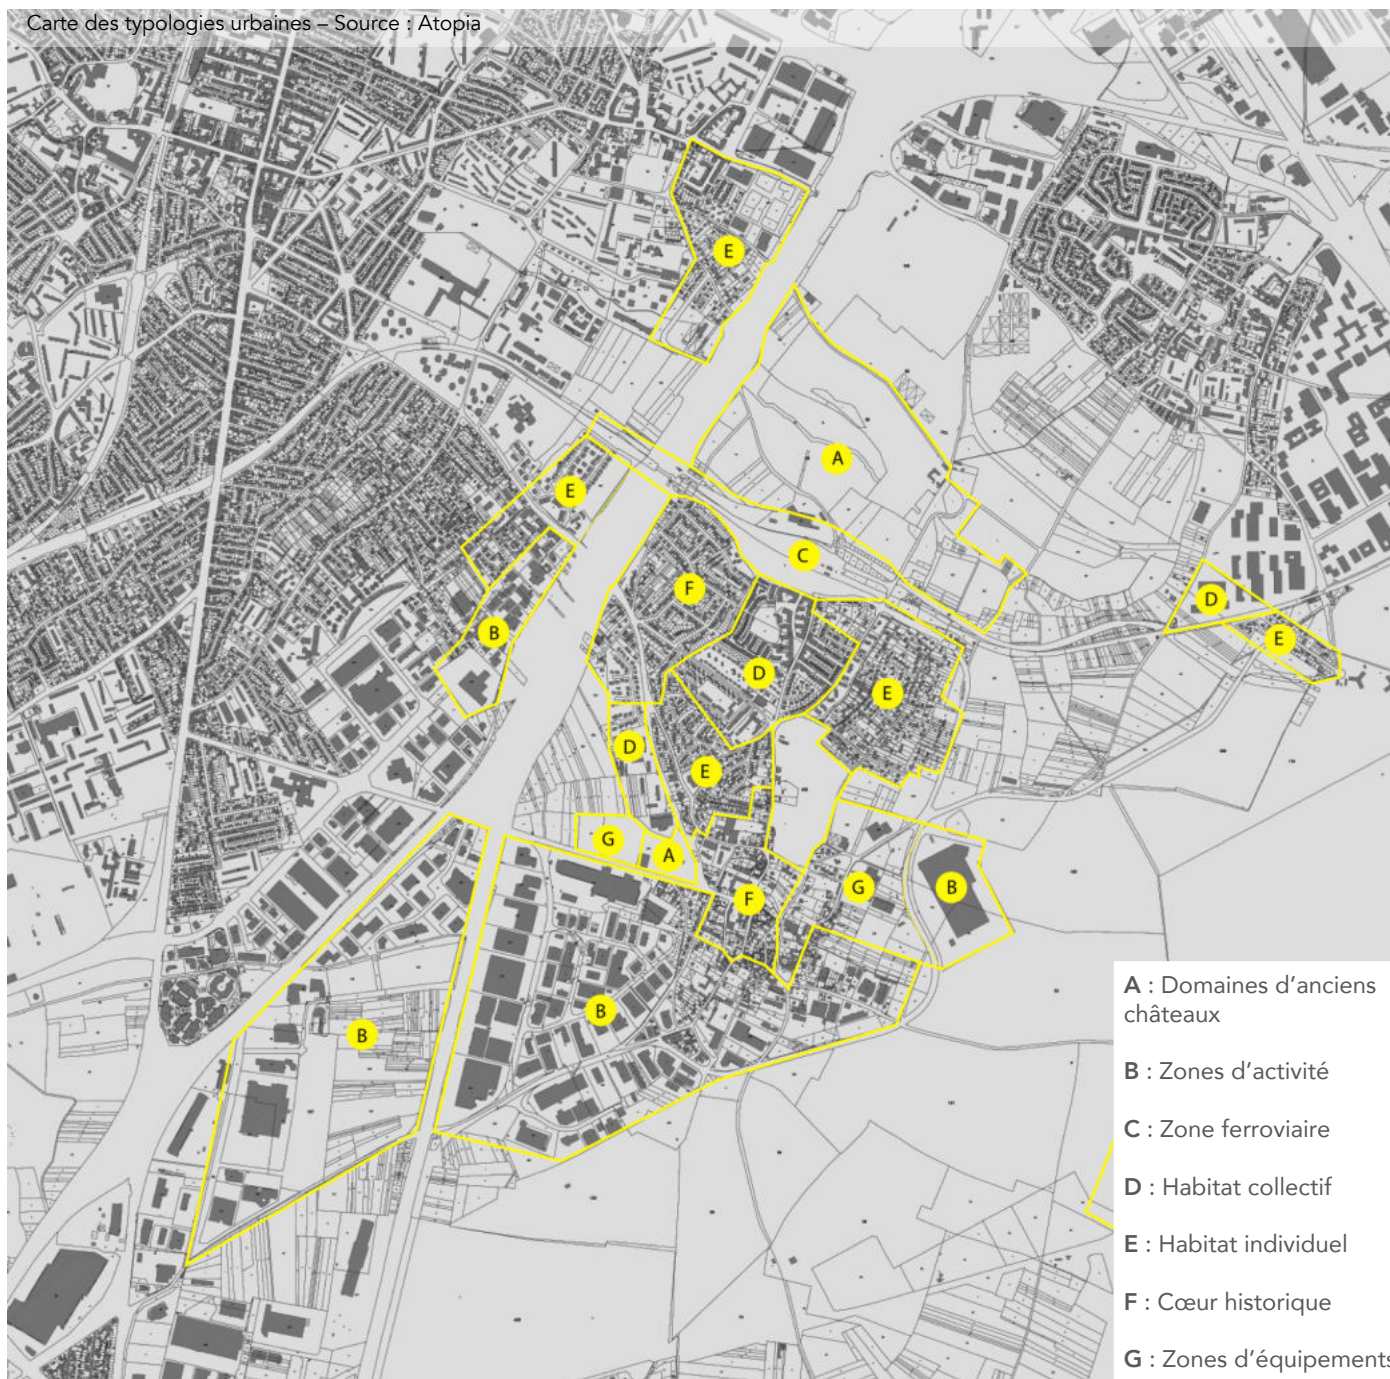 Carte des typologies urbaines – Source : Atopia
E
A
E
C
F
D
B
E
D
E
D
E
G
A
G
B
F
B
B
A : Domaines d'anciens
châteaux
B : Zones d'activité
C : Zone ferroviaire
D : Habitat collectif
E : Habitat individuel
F : Cœur historique
G : Zones d'équipements